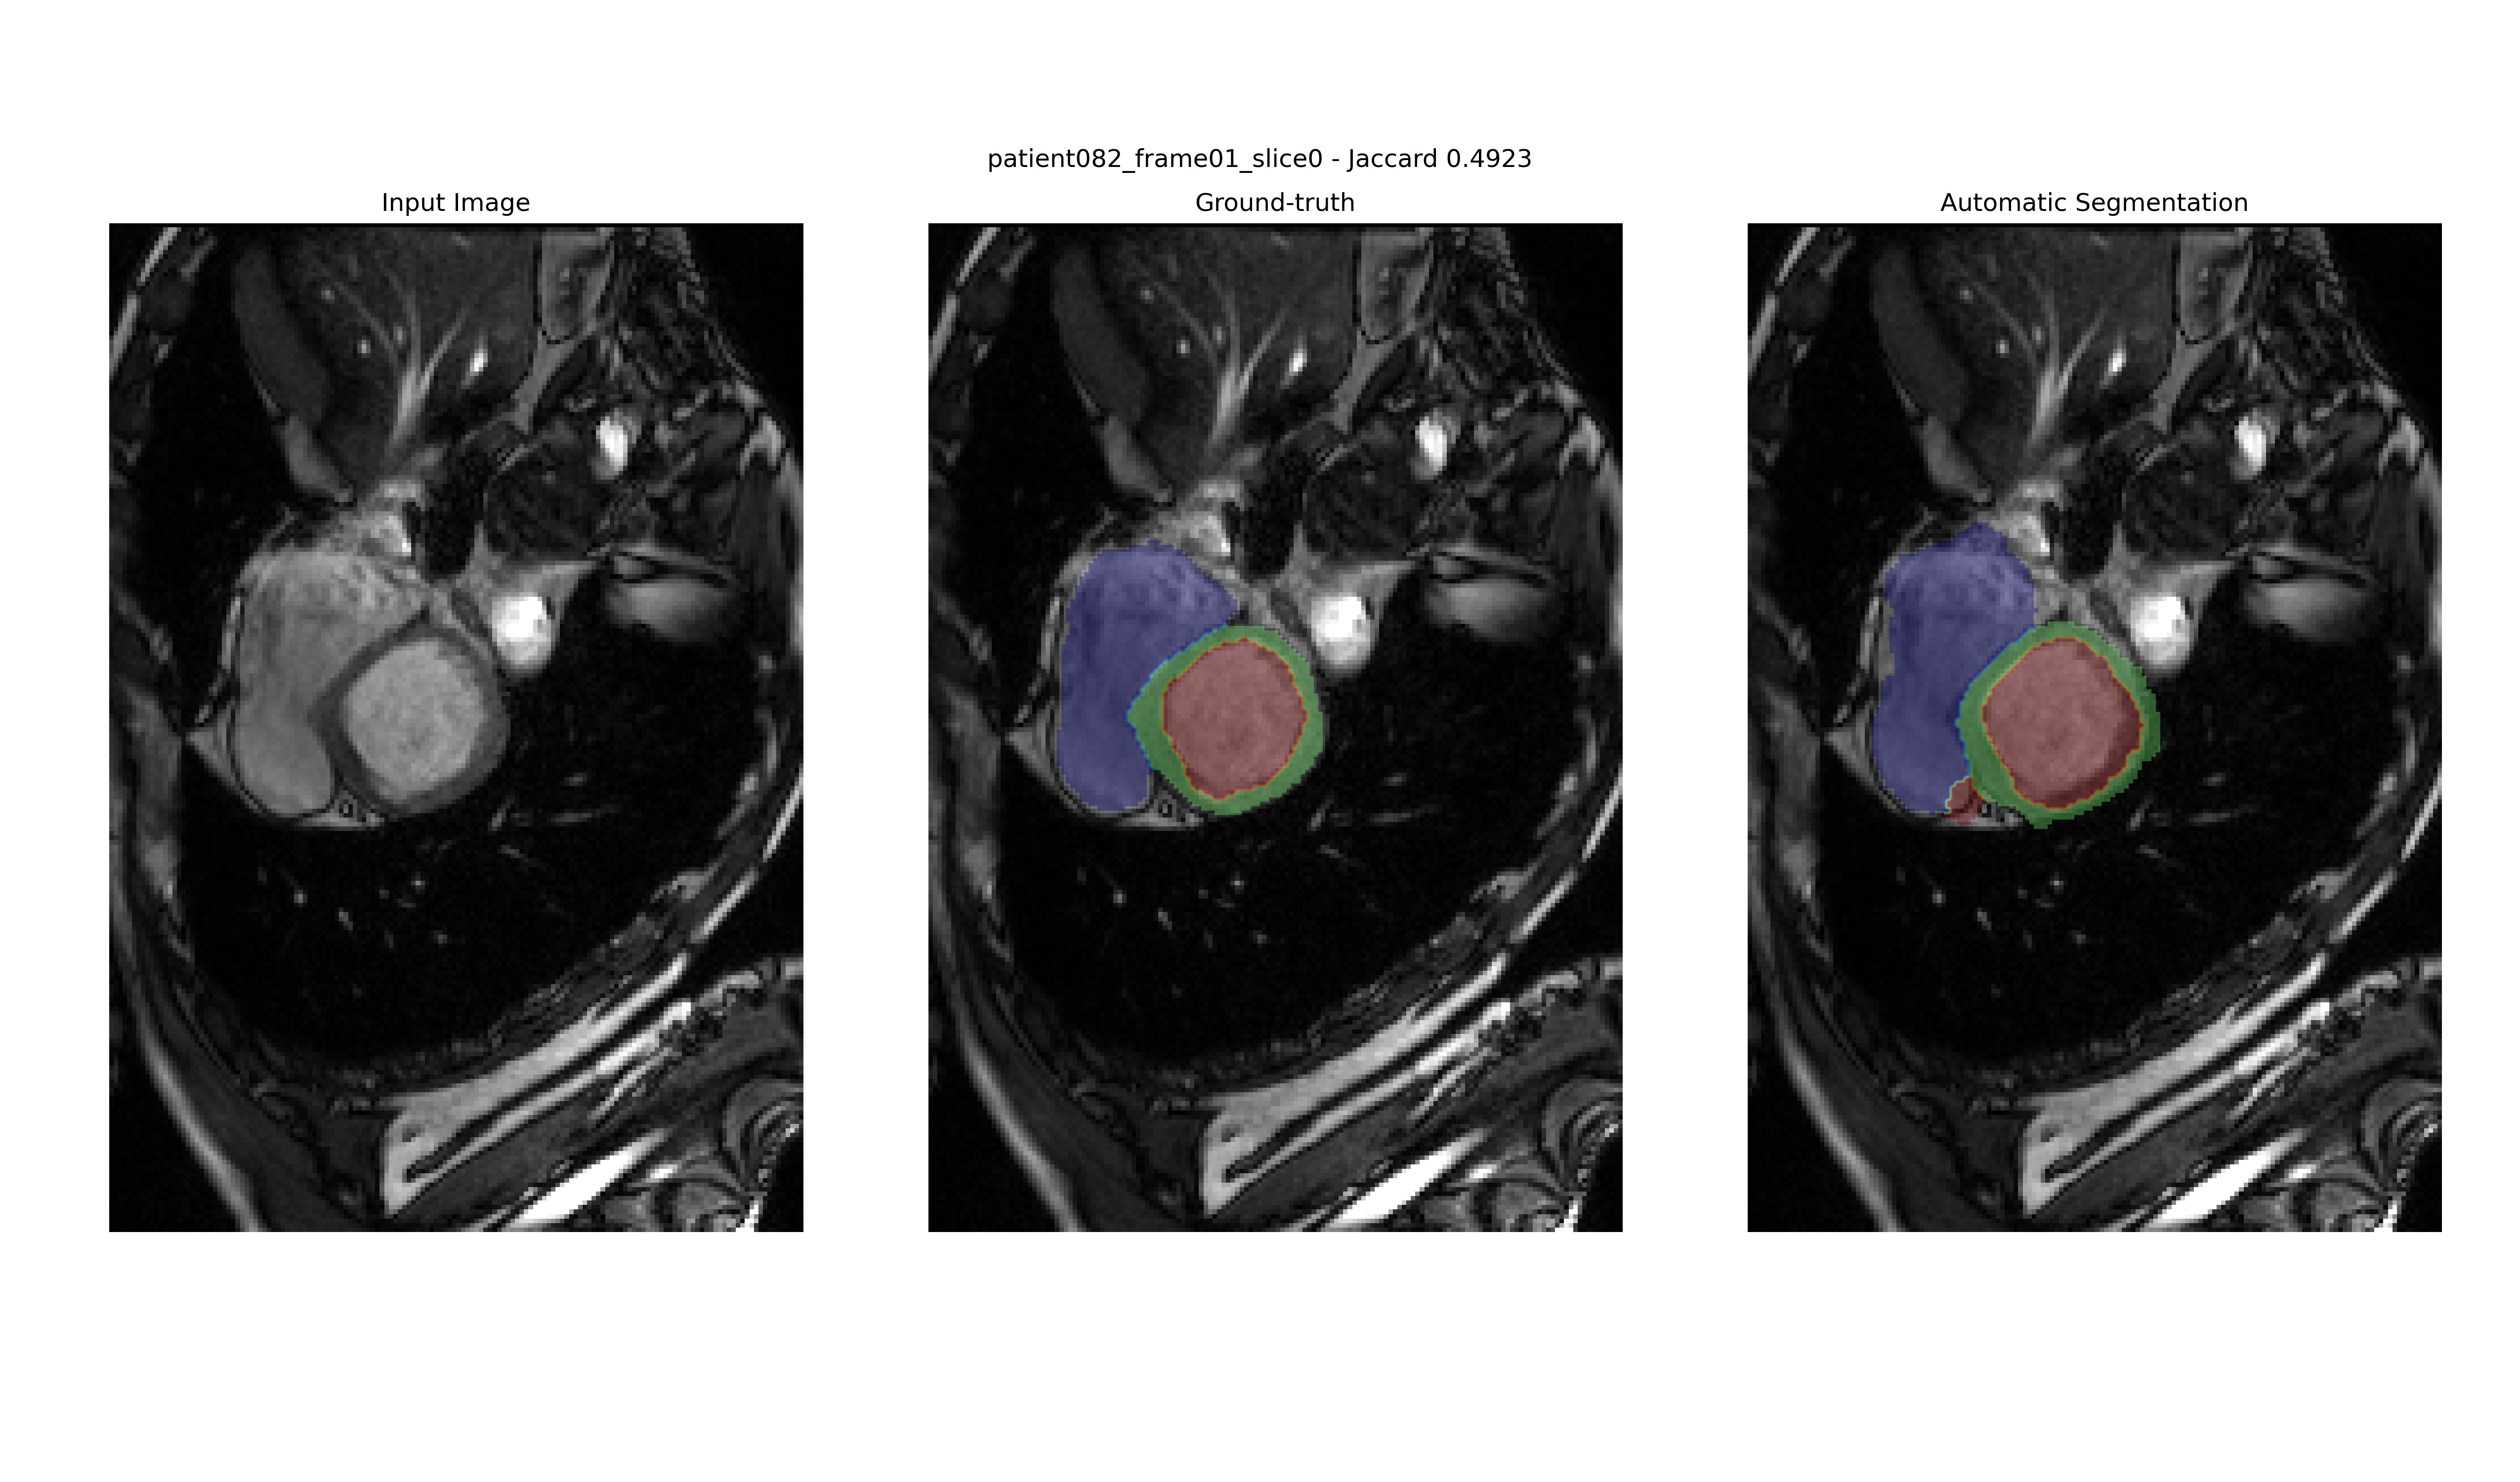 patient082_frame01_slice0 - Jaccard 0.4923
Input Image
Ground-truth
Automatic Segmentation